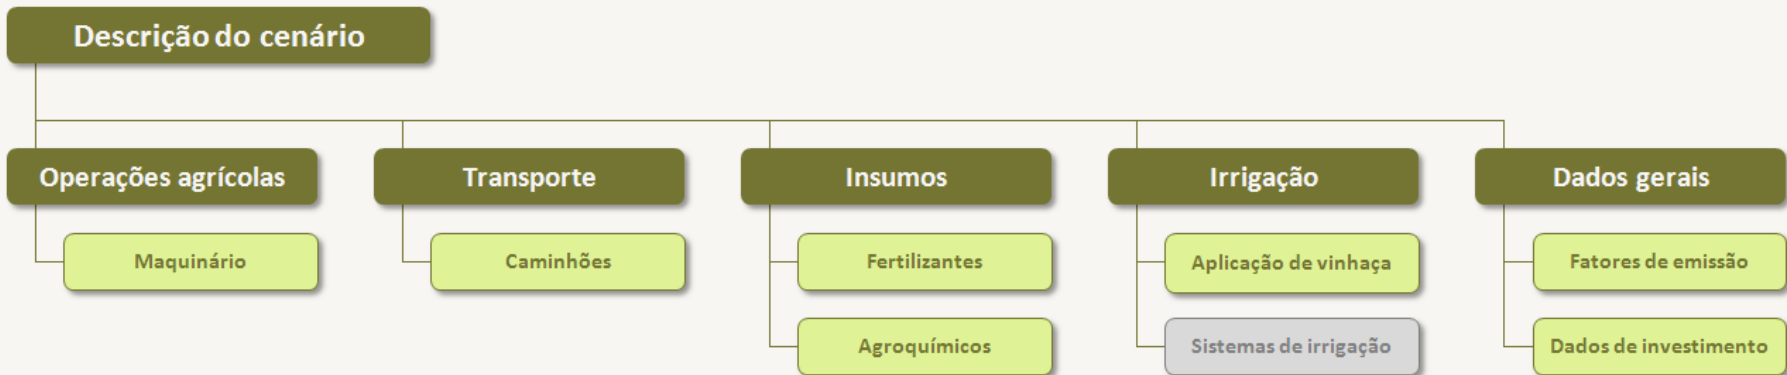 Descrição do cenário
Operações agrícolas
Transporte
Insumos
Irrigação
Dados gerais
Maquinário
Caminhões
Fertilizantes
Aplicação de vinhaça
Fatores de emissão
Agroquímicos
Sistemas de irrigação
Dados de investimento